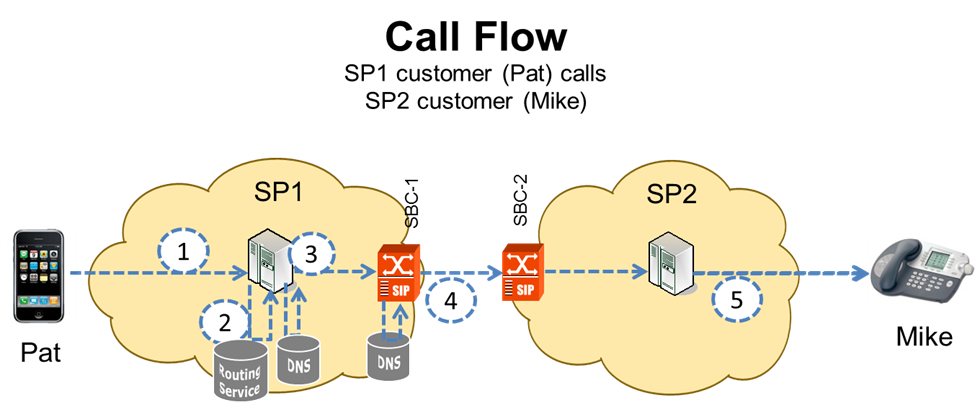 Call Flow
SP1 customer (Pat) calls
SP2 customer (Mike)
SP1
SBC-1
SBC-2
SP2
1
3
SIP
4
SIP
5
2
Pat
Routing
Service
DNS
DNS
Mike